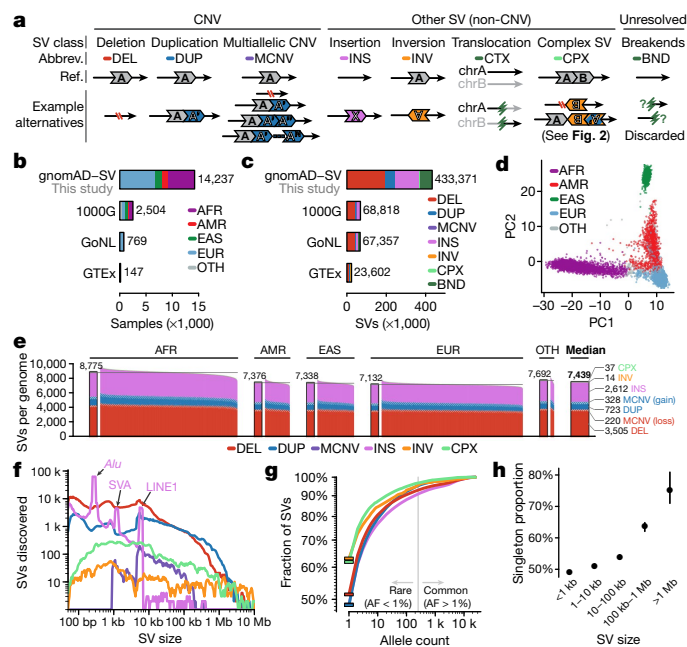 a
CNV
Other SV (non-CNV)
Unresolved
SV class
Deletion
Duplication
Multiallelic CNV
Insertion
Inversion
Translocation
Complex SV
Breakends
Abbrev.
DEL
DUP
MCNV
INS
INV
CTX
CPX
BND
Ref.
A
A
A
A
chrA
chrB
A B
Example
alternatives
chrA
chrB
(See Fig. 2)
Discarded
b
gnomAD–SV
This study
14,237
1000G
2,504
GoNL
769
GTEx
147
AFR
AMR
EAS
EUR
OTH
0 5 10 15
Samples (×1,000)
c
gnomAD–SV
This study
433,371
1000G
68,818
GoNL
67,357
GTEx
23,602
DEL
DUP
MCNV
INS
INV
CPX
BND
0 200 400
SVs (×1,000)
d
AFR
AMR
EAS
EUR
OTH
PC2
20
10
0
−30 −20 −10 0 10
PC1
e
AFR
AMR
EAS
EUR
OTH
Median
SVs per genome
10,000
8,000
6,000
4,000
2,000
0
8,775
7,376
7,338
7,132
7,692
7,439
37 CPX
14 INV
2,612 INS
328 MCNV (gain)
723 DUP
220 MCNV (loss)
3,505 DEL
DEL
DUP
MCNV
INS
INV
CPX
f
SVs discovered
100 k
10 k
1 k
100
10
Alu
SVA
LINE1
100 bp 1 kb 10 kb 100 kb 1 Mb 10 Mb
SV size
g
Fraction of SVs
100%
90%
80%
70%
60%
50%
Rare
(AF < 1%)
Common
(AF > 1%)
1 10 100 1 k 10 k
Allele count
h
Singleton proportion
80%
70%
60%
50%
<1 kb
1–10 kb
10–100 kb
100 kb–1 Mb
>1 Mb
SV size